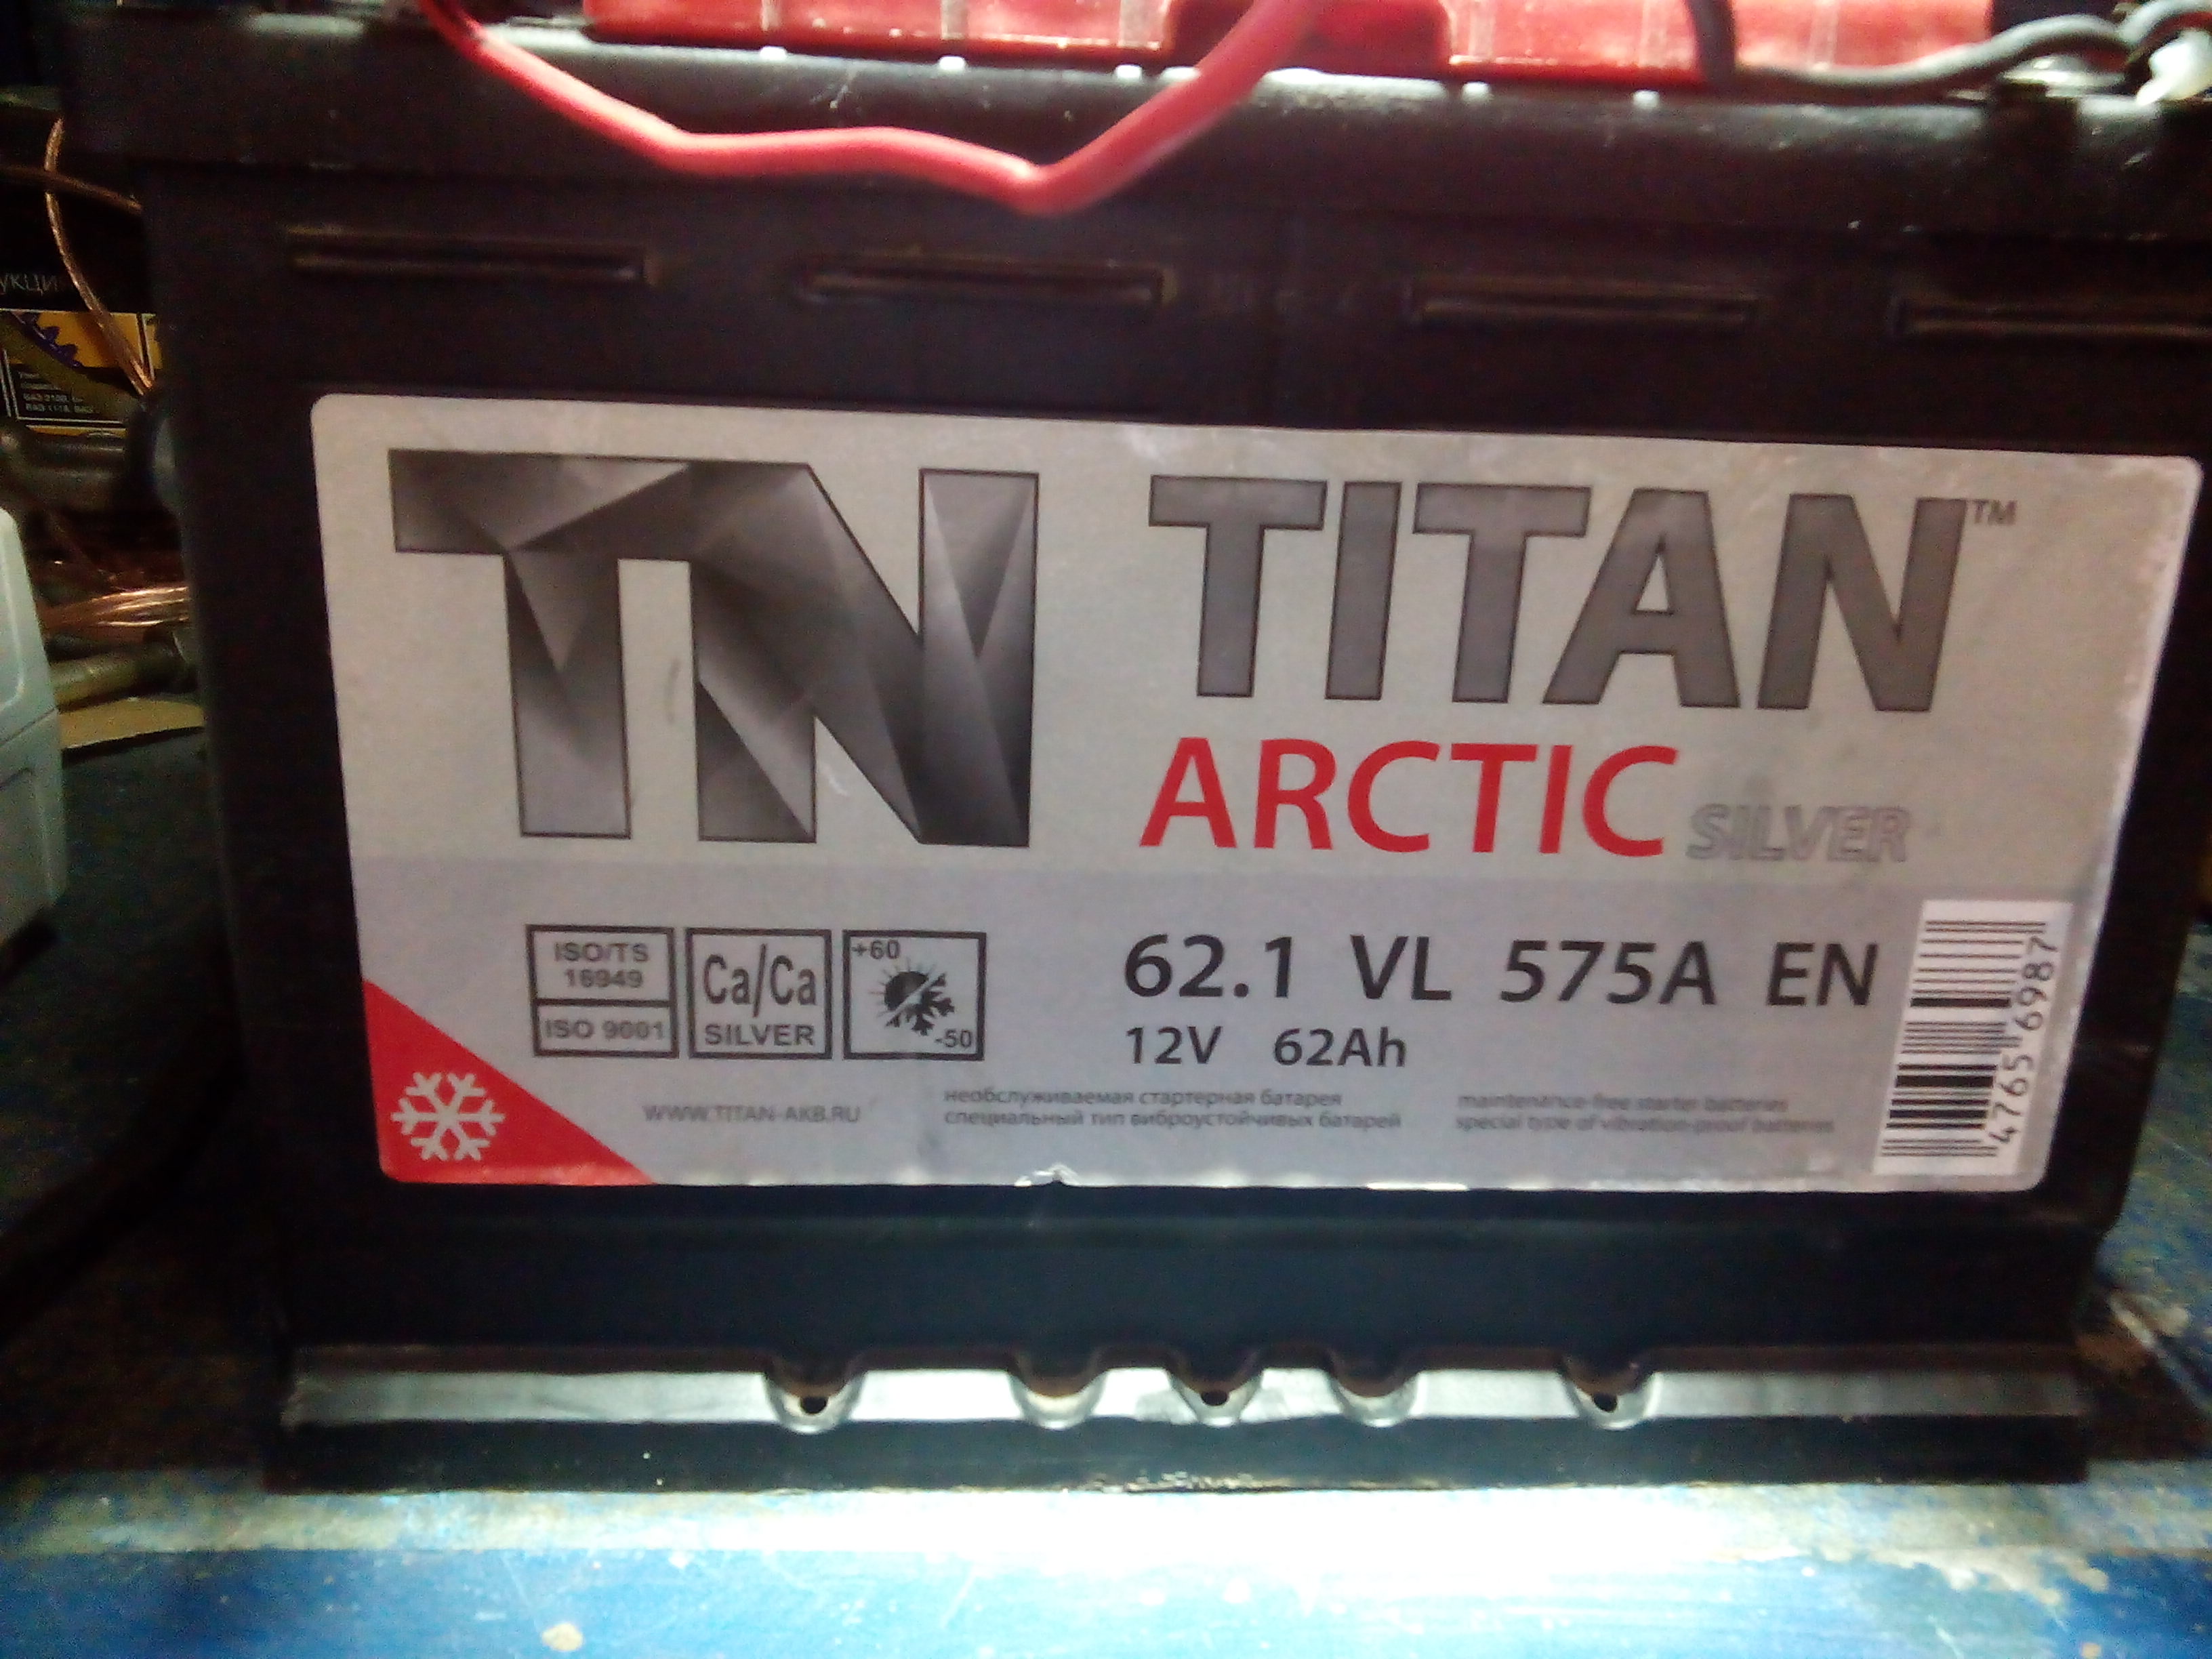 УКЦИ
TN
TITAN™
ARCTIC SILVER
ISO/TS
16949
ISO 9001
Ca/Ca
SILVER
+60
-50
62.1 VL 575A EN
12V 62Ah
WWW.TITAN-AKB.RU
необслуживаемая стартерная батарея
специальный тип виброустойчивых батарей
maintenance-free starter batteries
special type of vibration-proof batteries
4765 6987